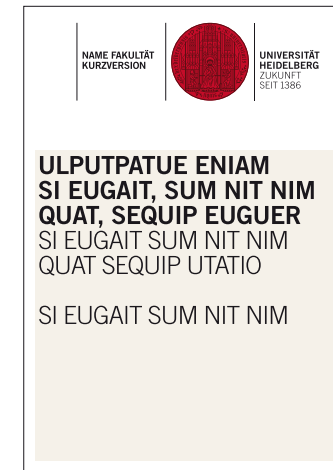 NAME FAKULTÄT
KURZVERSION
UNIVERSITÄT
HEIDELBERG
ZUKUNFT
SEIT 1386
ULPUTPATUE ENIAM
SI EUGAIT, SUM NIT NIM
QUAT, SEQUIP EUGUER
SI EUGAIT SUM NIT NIM
QUAT SEQUIP UTATIO
SI EUGAIT SUM NIT NIM